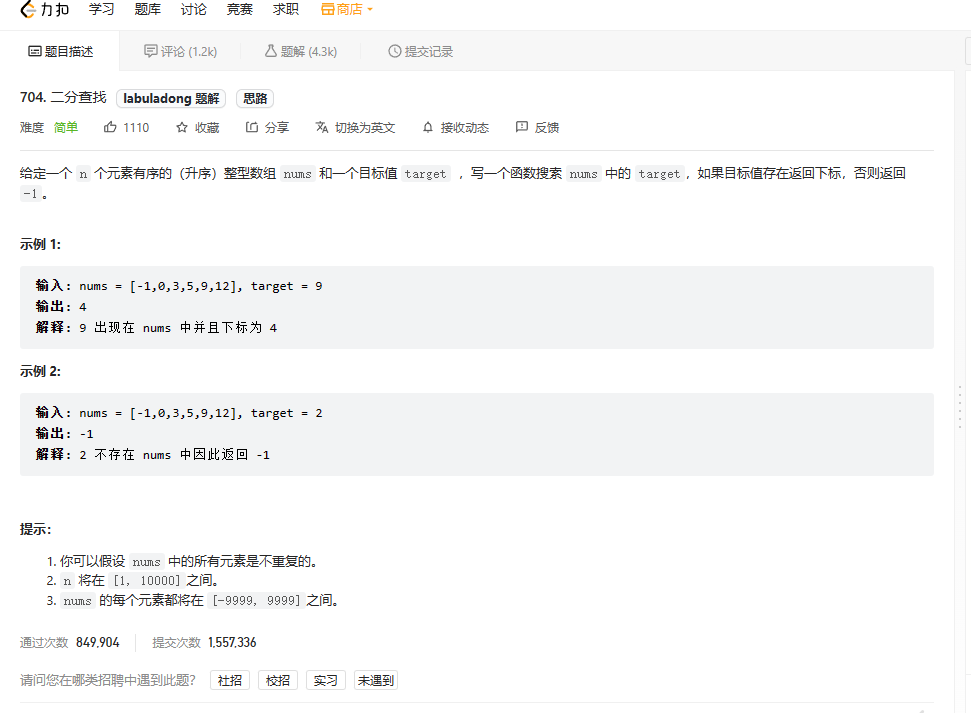 力扣 学习 题库 讨论 竞赛 求职 商店
题目描述 评论 (1.2k) 题解 (4.3k) 提交记录
704. 二分查找 labuladong 题解 思路
难度 简单 1110 收藏 分享 切换为英文 接收动态 反馈
给定一个 n 个元素有序的（升序）整型数组 nums 和一个目标值 target ，写一个函数搜索 nums 中的 target，如果目标值存在返回下标，否则返回
-1。
示例 1:
输入: nums = [-1,0,3,5,9,12], target = 9
输出: 4
解释: 9 出现在 nums 中并且下标为 4
示例 2:
输入: nums = [-1,0,3,5,9,12], target = 2
输出: -1
解释: 2 不存在 nums 中因此返回 -1
提示：
1. 你可以假设 nums 中的所有元素是不重复的。
2. n 将在 [1, 10000] 之间。
3. nums 的每个元素都将在 [-9999, 9999] 之间。
通过次数 849,904 提交次数 1,557,336
请问您在哪类招聘中遇到此题? 社招 校招 实习 未遇到